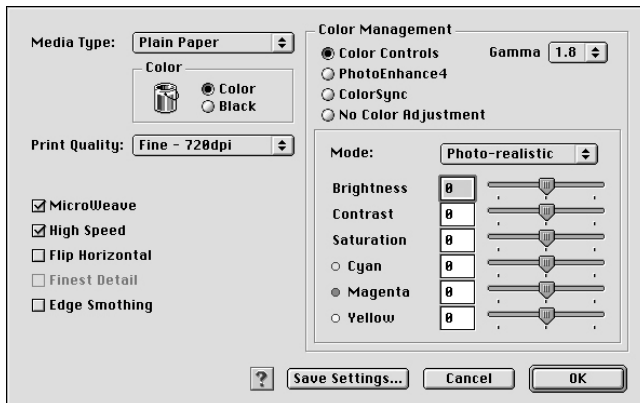 Media Type: Plain Paper
Color
Color
Black
Print Quality: Fine - 720dpi
MicroWeave
High Speed
Flip Horizontal
Finest Detail
Edge Smothing
Color Management
Color Controls
Gamma 1.8
PhotoEnhance4
ColorSync
No Color Adjustment
Mode: Photo-realistic
Brightness 0
Contrast 0
Saturation 0
Cyan 0
Magenta 0
Yellow 0
? Save Settings... Cancel OK